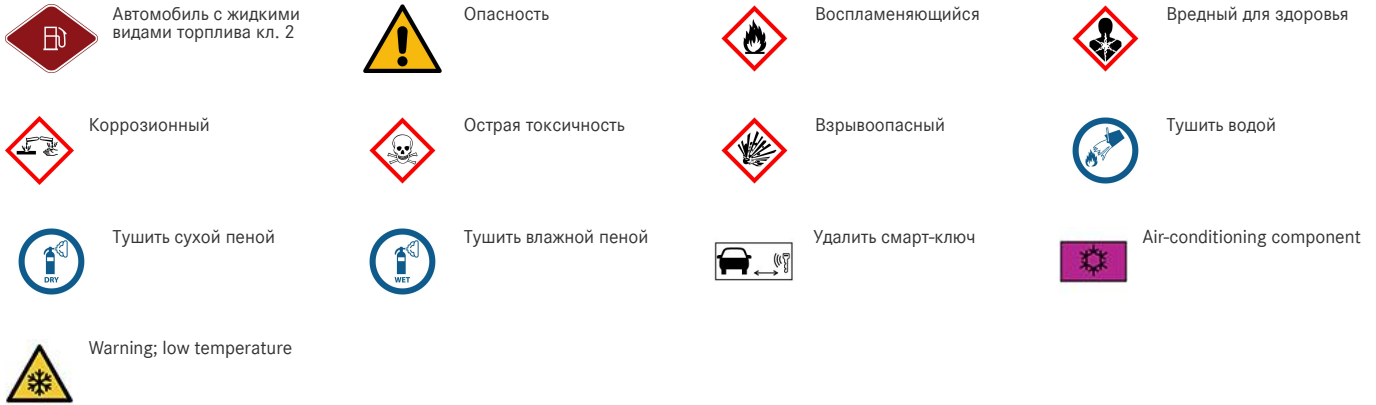 Автомобиль с жидкими
видами торплива кл. 2
Опасность
Воспламеняющийся
Вредный для здоровья
Коррозионный
Острая токсичность
Взрывоопасный
Тушить водой
DRY
Тушить сухой пеной
WET
Тушить влажной пеной
Удалить смарт-ключ
Air-conditioning component
Warning; low temperature